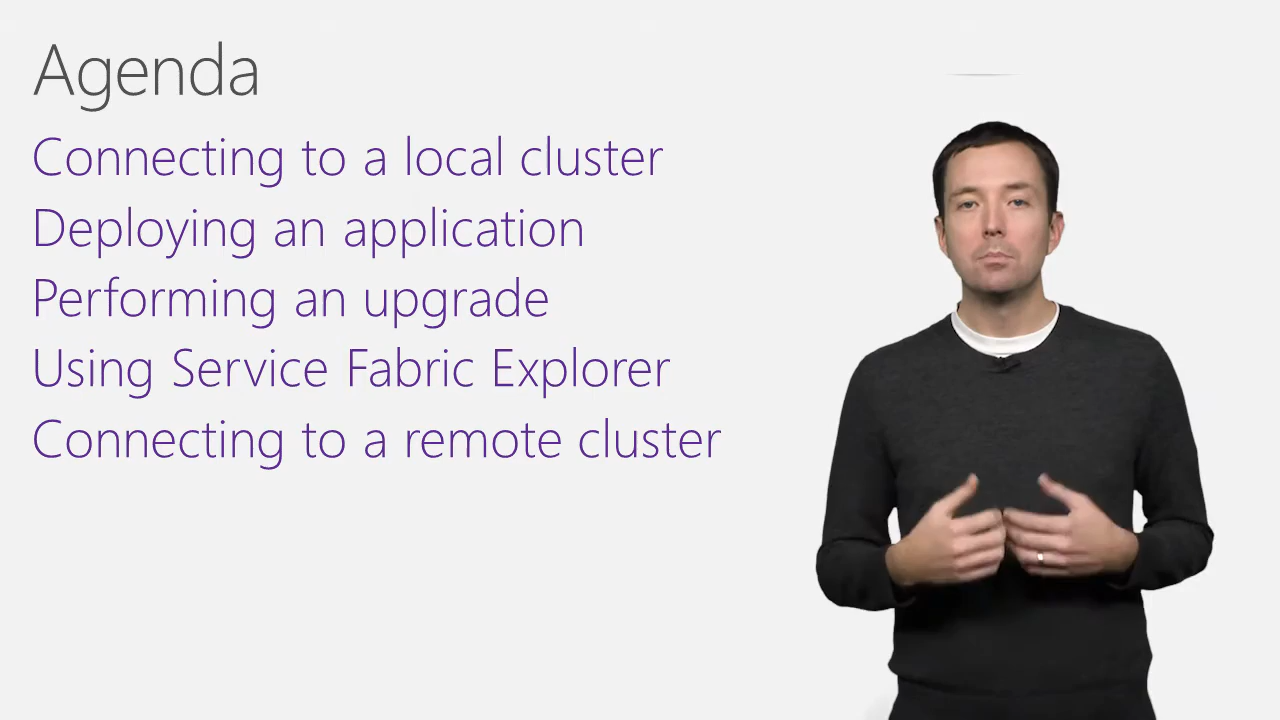 Agenda
Connecting to a local cluster
Deploying an application
Performing an upgrade
Using Service Fabric Explorer
Connecting to a remote cluster